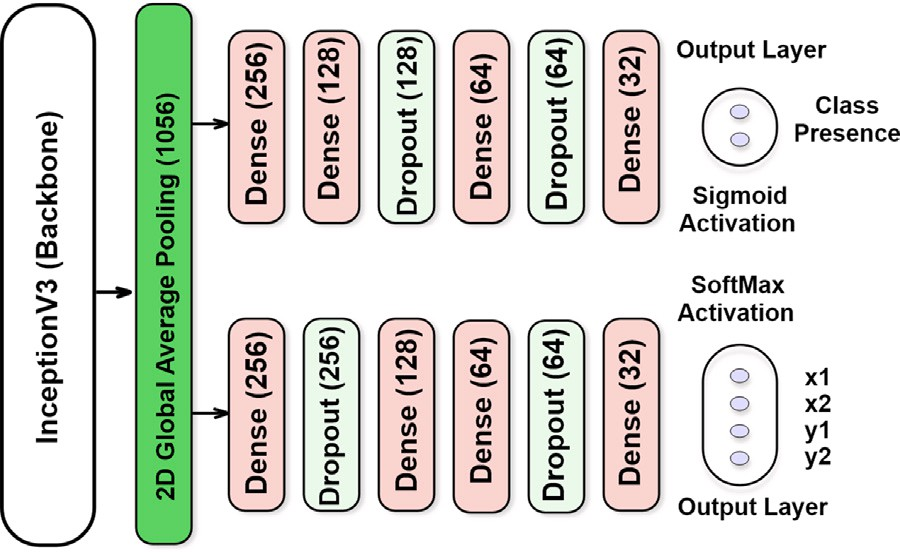 InceptionV3 (Backbone)
2D Global Average Pooling (1056)
Dense (256)
Dense (128)
Dropout (128)
Dense (64)
Dropout (64)
Dense (32)
Output Layer
Class
Presence
Sigmoid
Activation
Dense (256)
Dropout (256)
Dense (128)
Dense (64)
Dropout (64)
Dense (32)
SoftMax
Activation
x1
x2
y1
y2
Output Layer